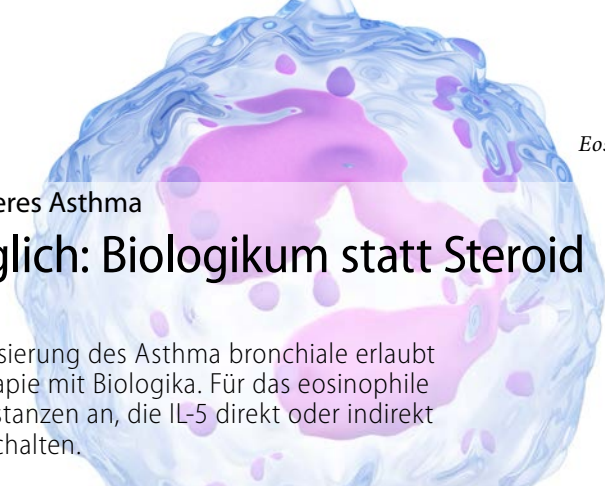 Eos
eres Asthma
glich: Biologikum statt Steroid
sierung des Asthma bronchiale erlaubt
apie mit Biologika. Für das eosinophile
stanzen an, die IL-5 direkt oder indirekt
chalten.